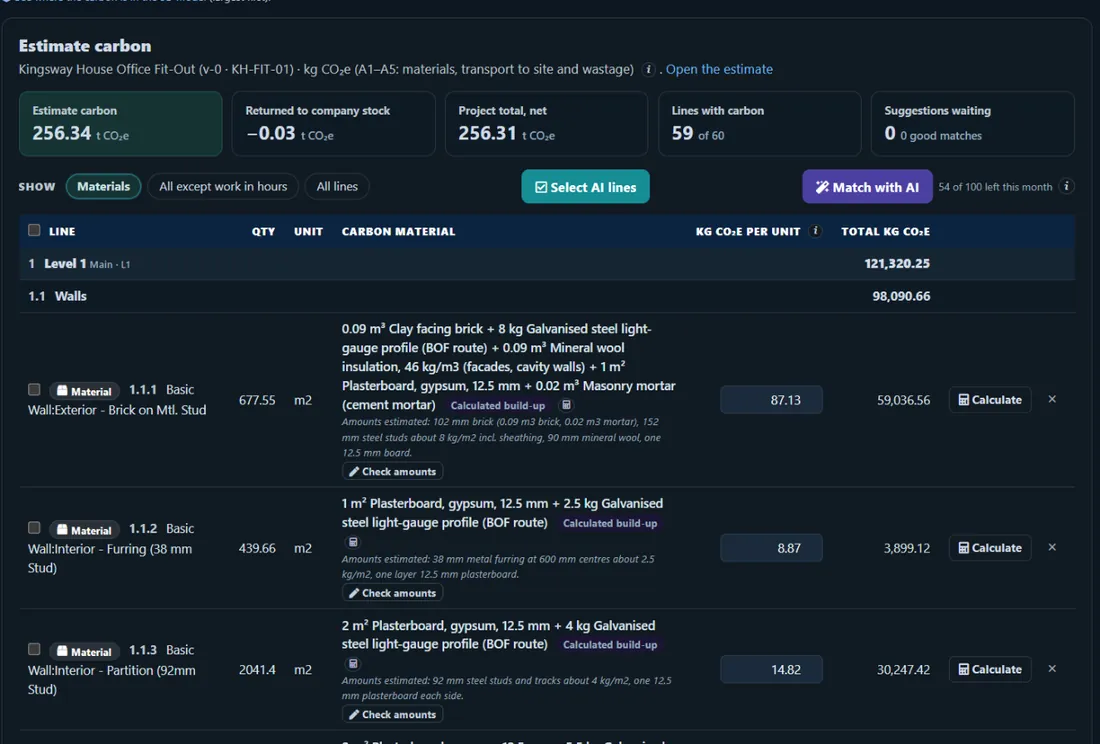 Estimate carbon
Kingsway House Office Fit-Out (v-0 · KH-FIT-01) · kg CO₂e (A1–A5: materials, transport to site and wastage) i . Open the estimate
Estimate carbon
256.34 t CO₂e
Returned to company stock
−0.03 t CO₂e
Project total, net
256.31 t CO₂e
Lines with carbon
59 of 60
Suggestions waiting
0 0 good matches
SHOW Materials All except work in hours All lines Select AI lines Match with AI 54 of 100 left this month i
LINE QTY UNIT CARBON MATERIAL KG CO₂E PER UNIT i TOTAL KG CO₂E
1 Level 1 Main · L1 121,320.25
1.1 Walls 98,090.66
Material 1.1.1 Basic
Wall:Exterior - Brick on Mtl. Stud
677.55 m2
0.09 m³ Clay facing brick + 8 kg Galvanised steel light-
gauge profile (BOF route) + 0.09 m³ Mineral wool
insulation, 46 kg/m3 (facades, cavity walls) + 1 m²
Plasterboard, gypsum, 12.5 mm + 0.02 m³ Masonry mortar
(cement mortar) Calculated build-up
Amounts estimated: 102 mm brick (0.09 m3 brick, 0.02 m3 mortar), 152
mm steel studs about 8 kg/m2 incl. sheathing, 90 mm mineral wool, one
12.5 mm board.
Check amounts
87.13 59,036.56 Calculate ×
Material 1.1.2 Basic
Wall:Interior - Furring (38 mm
Stud)
439.66 m2
1 m² Plasterboard, gypsum, 12.5 mm + 2.5 kg Galvanised
steel light-gauge profile (BOF route) Calculated build-up
Amounts estimated: 38 mm metal furring at 600 mm centres about 2.5
kg/m2, one layer 12.5 mm plasterboard.
Check amounts
8.87 3,899.12 Calculate ×
Material 1.1.3 Basic
Wall:Interior - Partition (92mm
Stud)
2041.4 m2
2 m² Plasterboard, gypsum, 12.5 mm + 4 kg Galvanised
steel light-gauge profile (BOF route) Calculated build-up
Amounts estimated: 92 mm steel studs and tracks about 4 kg/m2, one 12.5
mm plasterboard each side.
Check amounts
14.82 30,247.42 Calculate ×